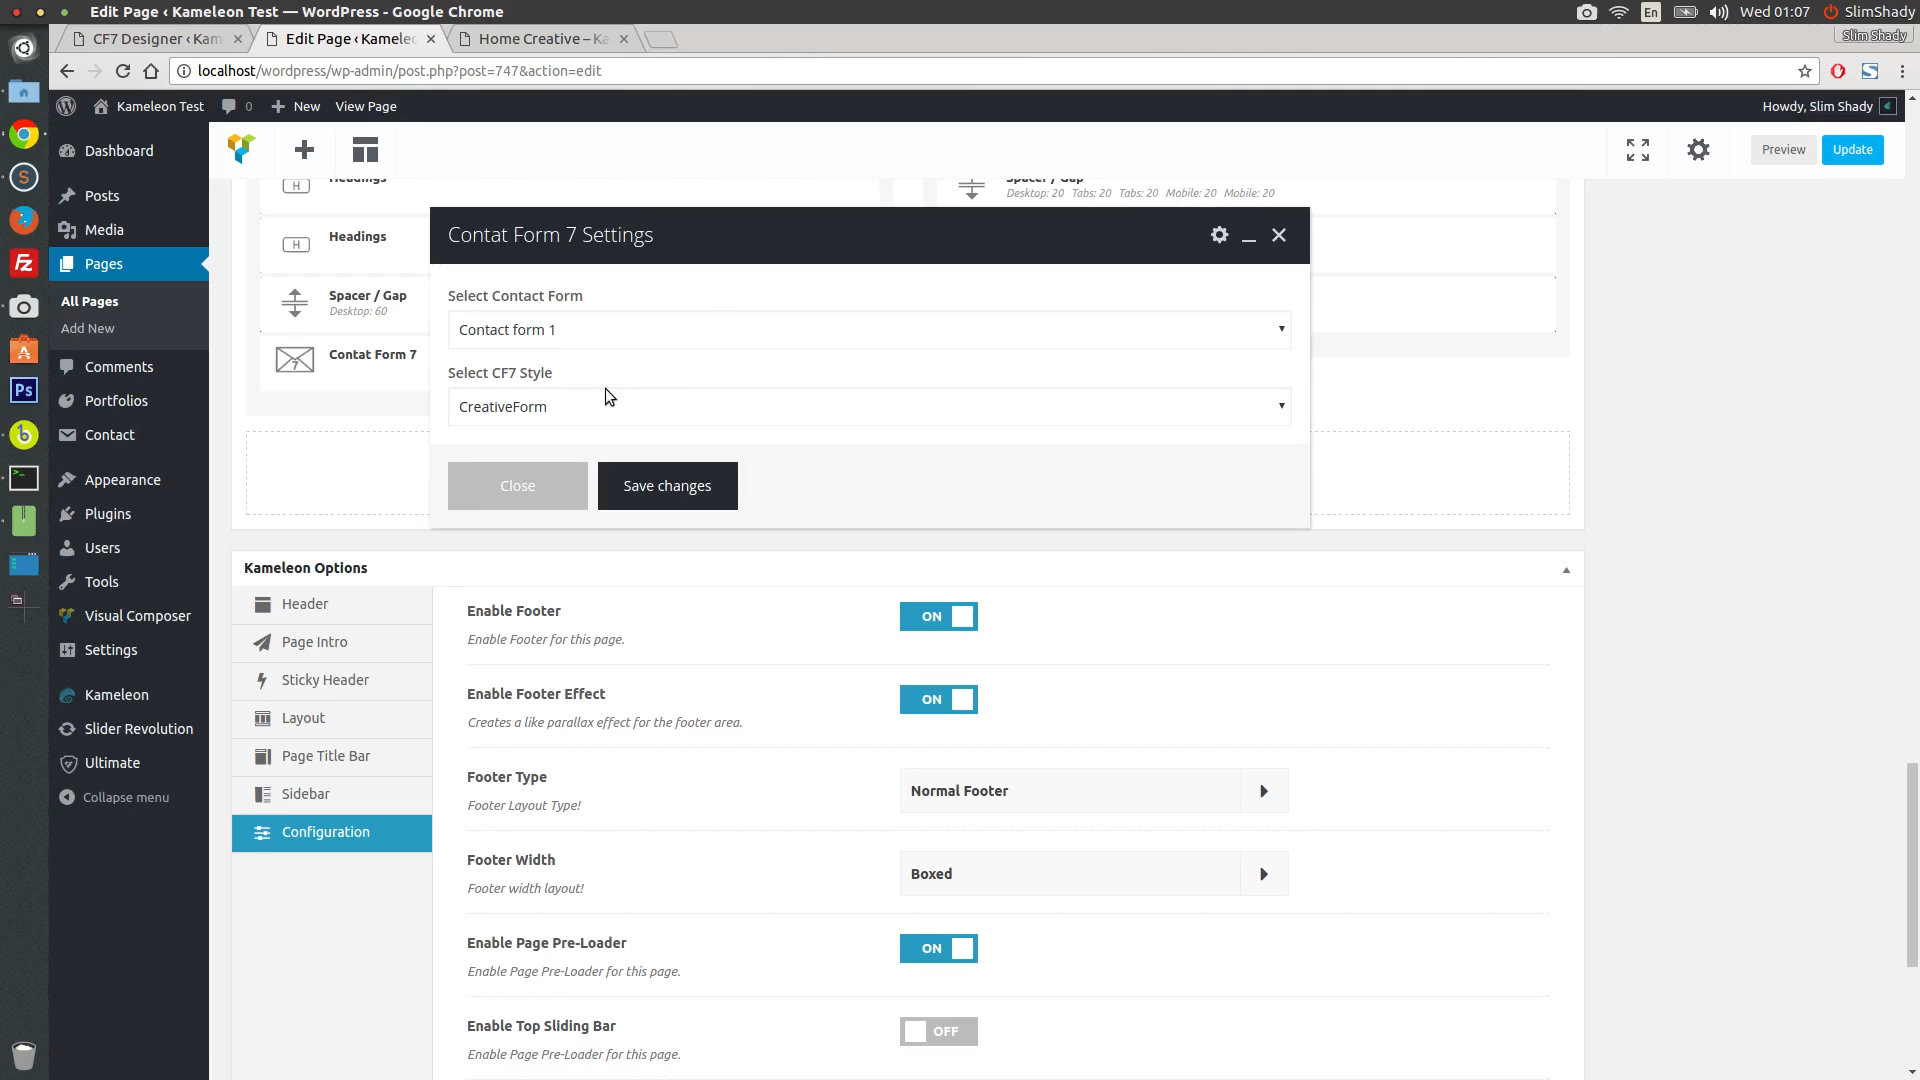 Edit Page ‹ Kameleon Test — WordPress - Google Chrome
En
Wed 01:07
SlimShady
CF7 Designer ‹ Kam
Edit Page ‹ Kamele
Home Creative – Ka
Slim Shady
localhost/wordpress/wp-admin/post.php?post=747&action=edit
Kameleon Test
0
New
View Page
Howdy, Slim Shady
Dashboard
Posts
Media
Pages
All Pages
Add New
Comments
Portfolios
Contact
Appearance
Plugins
Users
Tools
Visual Composer
Settings
Kameleon
Slider Revolution
Ultimate
Collapse menu
Preview
Update
H
Headings
Spacer / Gap
Desktop: 20 Tabs: 20 Tabs: 20 Mobile: 20 Mobile: 20
H
Headings
Spacer / Gap
Desktop: 60
7
Contat Form 7
Contat Form 7 Settings
Select Contact Form
Contact form 1
Select CF7 Style
CreativeForm
Close
Save changes
Kameleon Options
Header
Page Intro
Sticky Header
Layout
Page Title Bar
Sidebar
Configuration
Enable Footer
Enable Footer for this page.
ON
Enable Footer Effect
Creates a like parallax effect for the footer area.
ON
Footer Type
Footer Layout Type!
Normal Footer
Footer Width
Footer width layout!
Boxed
Enable Page Pre-Loader
Enable Page Pre-Loader for this page.
ON
Enable Top Sliding Bar
Enable Page Pre-Loader for this page.
OFF
S
Fz
A
Ps
b